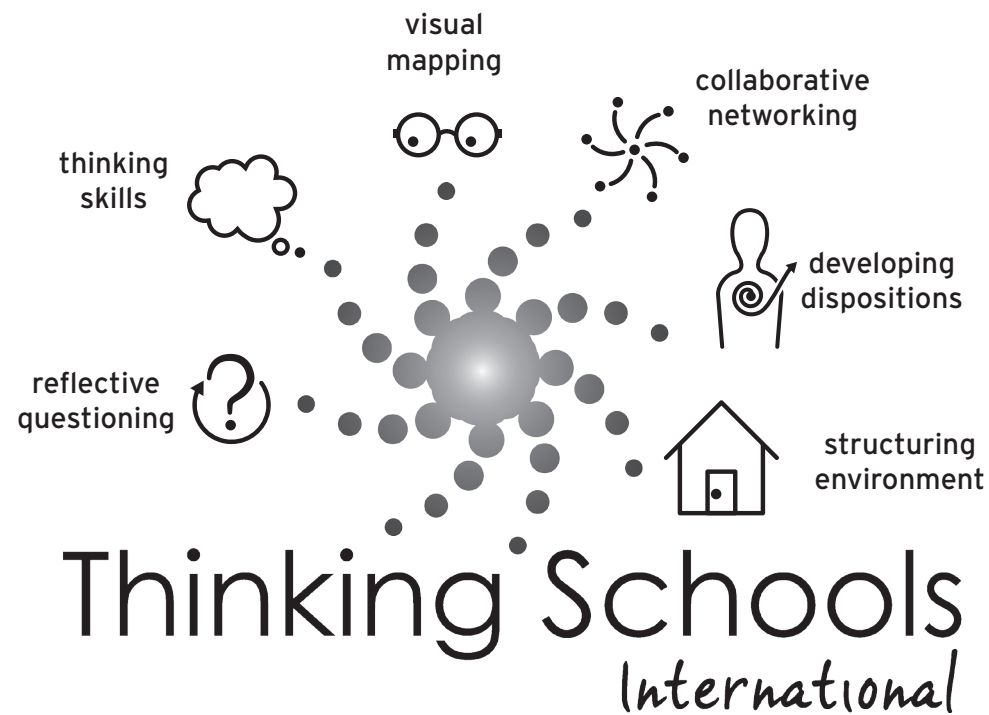 visual
mapping
collaborative
networking
thinking
skills
developing
dispositions
reflective
questioning
structuring
environment
Thinking Schools
International